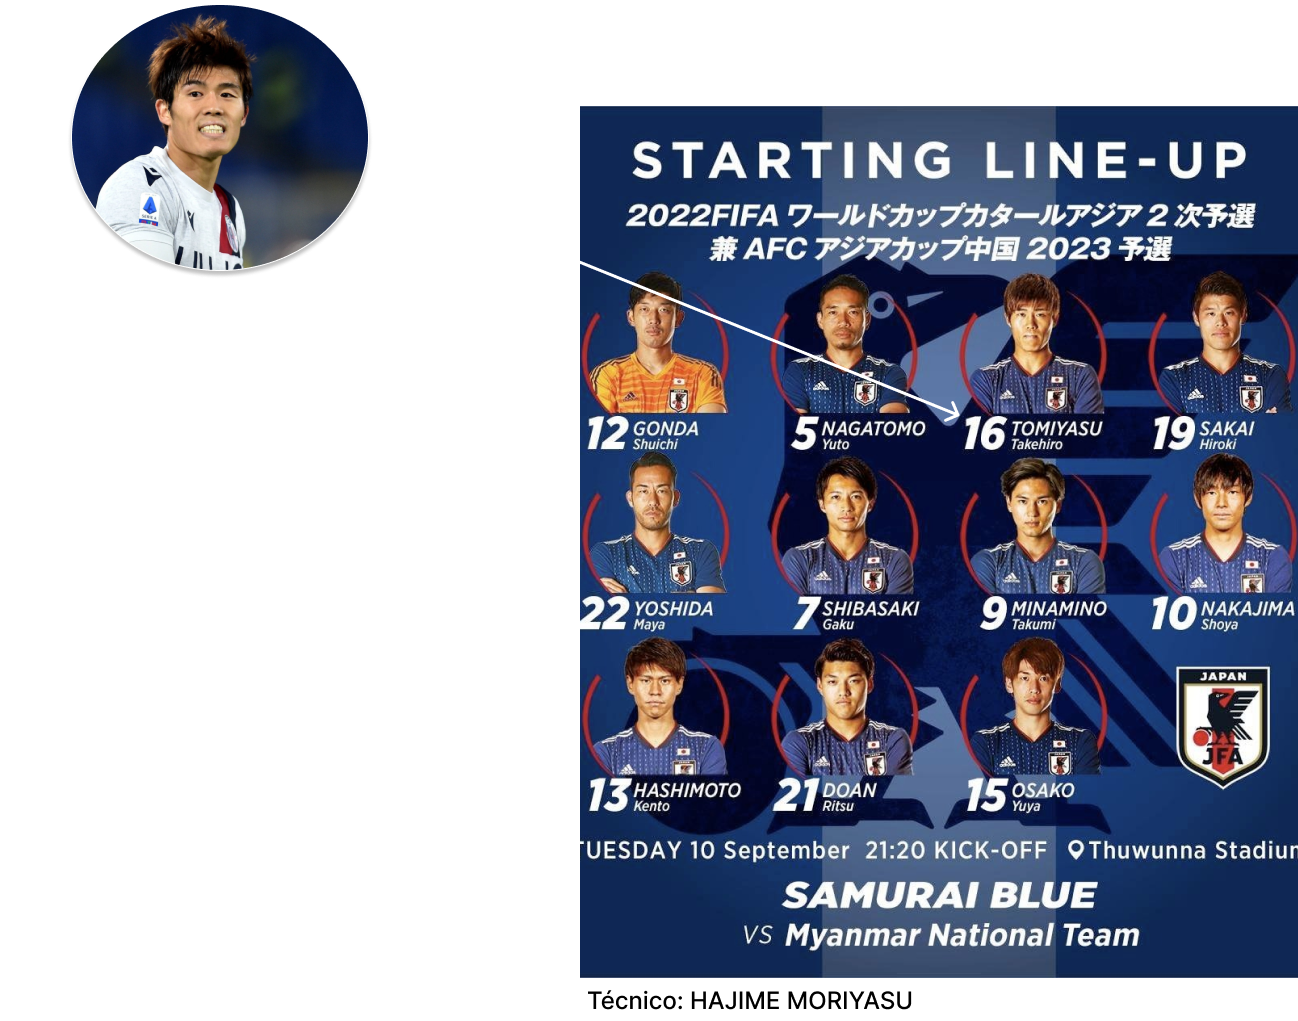 STARTING LINE-UP
2022FIFA ワールドカップカタールアジア 2 次予選
兼 AFC アジアカップ中国 2023 予選
12 GONDA Shuichi
5 NAGATOMO Yuto
16 TOMIYASU Takehiro
19 SAKAI Hiroki
22 YOSHIDA Maya
7 SHIBASAKI Gaku
9 MINAMINO Takumi
10 NAKAJIMA Shoya
13 HASHIMOTO Kento
21 DOAN Ritsu
15 OSAKO Yuya
JAPAN
JFA
TUESDAY 10 September 21:20 KICK-OFF Thuwunna Stadium
SAMURAI BLUE
VS Myanmar National Team
Técnico: HAJIME MORIYASU